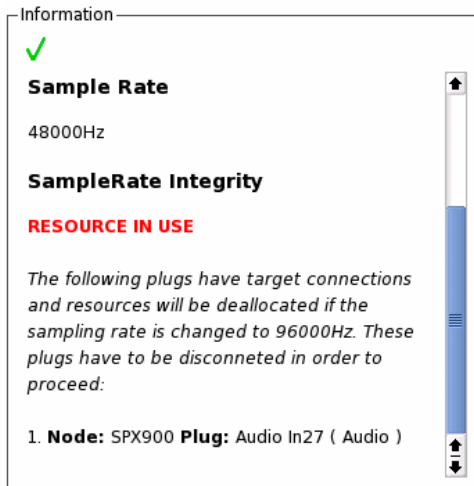 Information
Sample Rate
48000Hz
SampleRate Integrity
RESOURCE IN USE
The following plugs have target connections
and resources will be deallocated if the
sampling rate is changed to 96000Hz. These
plugs have to be disconneted in order to
proceed:
1. Node: SPX900 Plug: Audio In27 ( Audio )